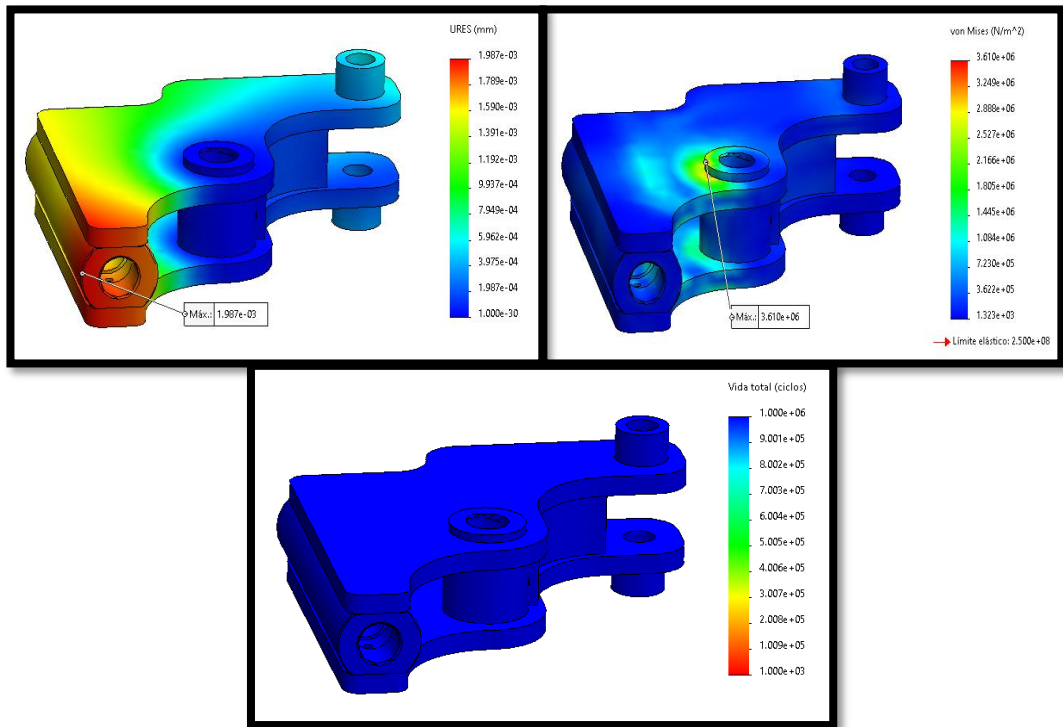 URES (mm)
1.987e-03
1.789e-03
1.590e-03
1.391e-03
1.192e-03
9.937e-04
7.949e-04
5.962e-04
3.975e-04
1.987e-04
1.000e-30
Máx.: 1.987e-03
von Mises (N/m^2)
3.610e+06
3.249e+06
2.888e+06
2.527e+06
2.166e+06
1.805e+06
1.445e+06
1.084e+06
7.230e+05
3.622e+05
1.323e+03
Máx.: 3.610e+06
Límite elástico: 2.500e+08
Vida total (ciclos)
1.000e+06
9.001e+05
8.002e+05
7.003e+05
6.004e+05
5.005e+05
4.006e+05
3.007e+05
2.008e+05
1.009e+05
1.000e+03